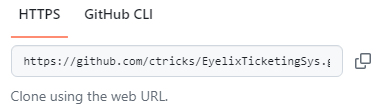 HTTPS GitHub CLI
https://github.com/ctricks/EyelixTicketingSys.g
Clone using the web URL.